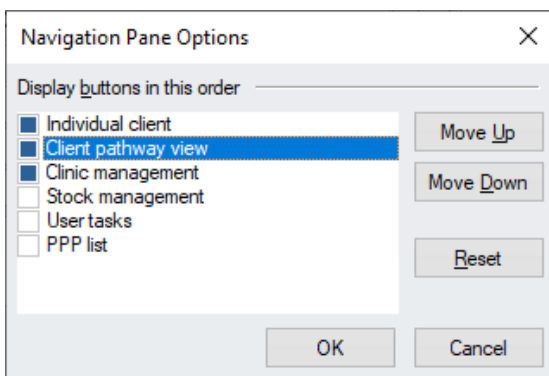 Navigation Pane Options
Display buttons in this order
Individual client
Client pathway view
Clinic management
Stock management
User tasks
PPP list
Move Up
Move Down
Reset
OK
Cancel